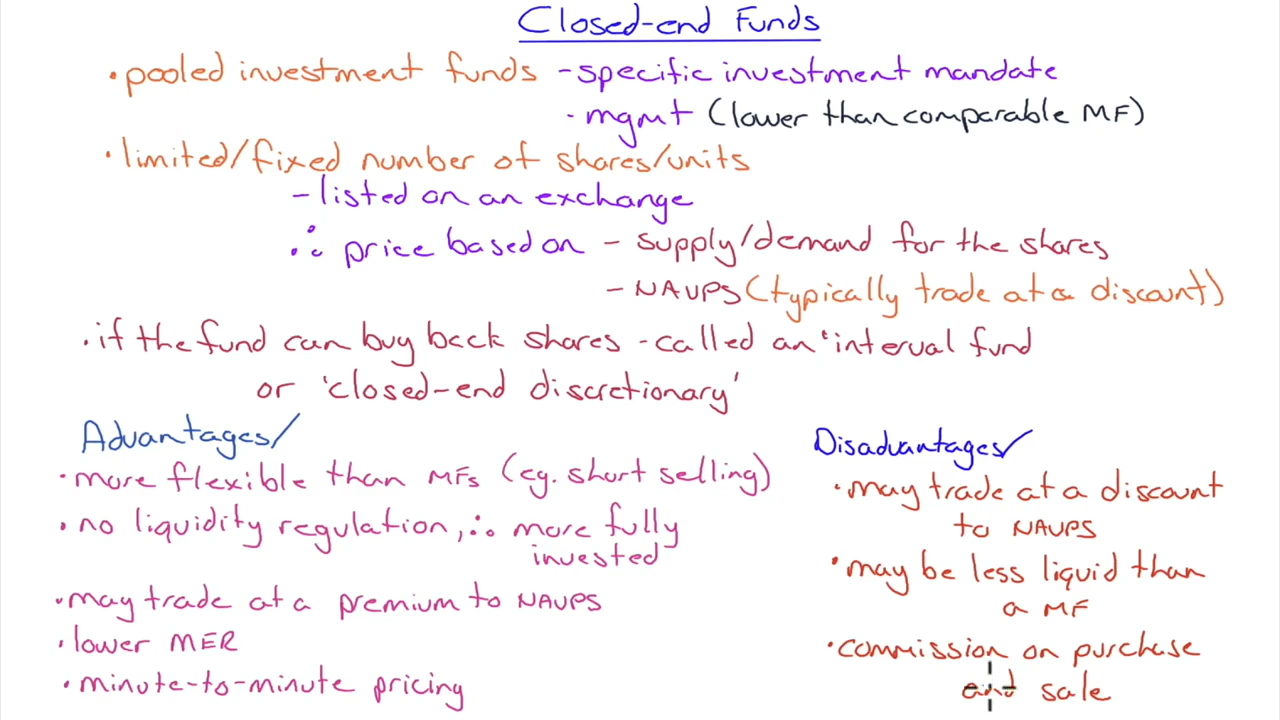 Closed-end Funds
• pooled investment funds - specific investment mandate
- mgmt (lower than comparable MF)
• limited/fixed number of shares/units
- listed on an exchange
∴ price based on - supply/demand for the shares
- NAVPS (typically trade at a discount)
• if the fund can buy back shares - called an 'interval fund
or 'closed-end discretionary'
Advantages/
• more flexible than MFs (eg. short selling)
• no liquidity regulation, ∴ more fully
invested
• may trade at a premium to NAVPS
• lower MER
• minute-to-minute pricing
Disadvantages/
• may trade at a discount
to NAVPS
• may be less liquid than
a MF
• commission on purchase
and sale